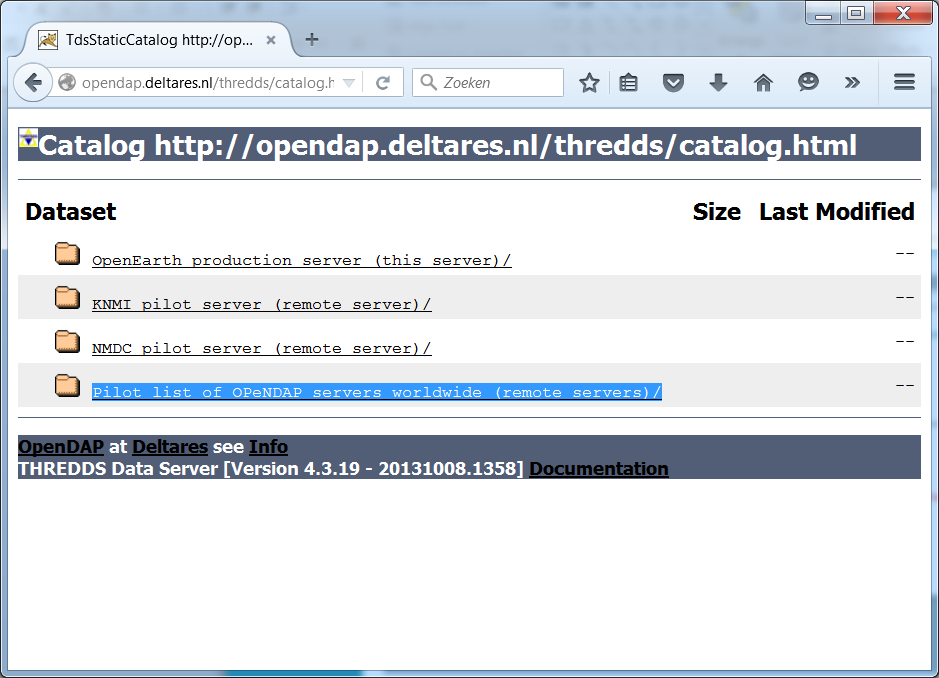 TdsStaticCatalog http://op...
opendap.deltares.nl/thredds/catalog.h
Zoeken
Catalog http://opendap.deltares.nl/thredds/catalog.html
Dataset Size Last Modified
OpenEarth production server (this server)/ --
KNMI pilot server (remote server)/ --
NMDC pilot server (remote server)/ --
Pilot list of OPeNDAP servers worldwide (remote servers)/ --
OpenDAP at Deltares see Info
THREDDS Data Server [Version 4.3.19 - 20131008.1358] Documentation